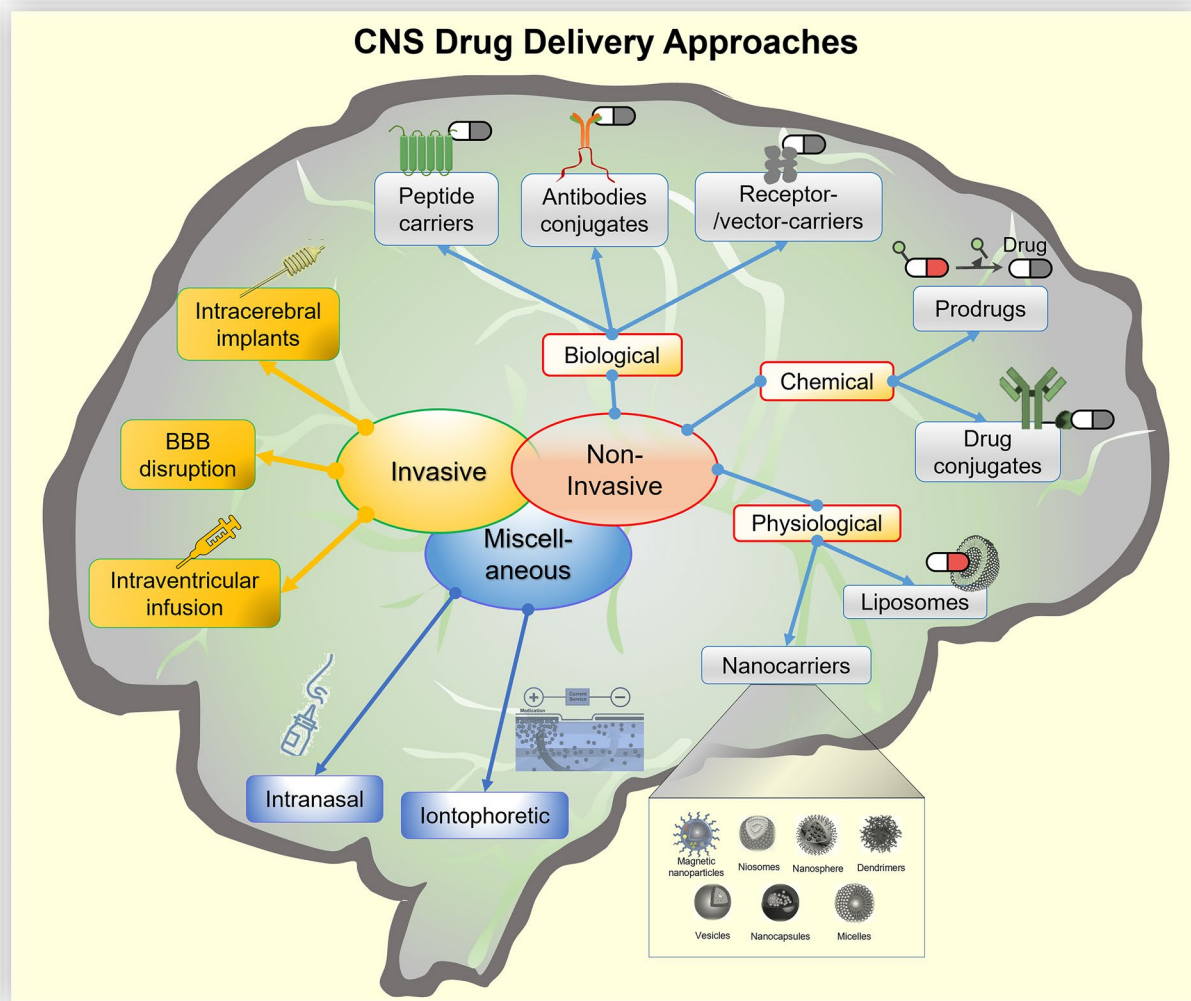 CNS Drug Delivery Approaches
Peptide
carriers
Antibodies
conjugates
Receptor-
/vector-carriers
Drug
Prodrugs
Intracerebral
implants
Biological
Chemical
BBB
disruption
Drug
conjugates
Invasive
Non-
Invasive
Physiological
Miscell-
aneous
Intraventricular
infusion
Liposomes
Nanocarriers
+
Current
Service
−
Medication
Intranasal
Iontophoretic
Magnetic
nanoparticles
Niosomes
Nanosphere
Dendrimers
Vesicles
Nanocapsules
Micelles